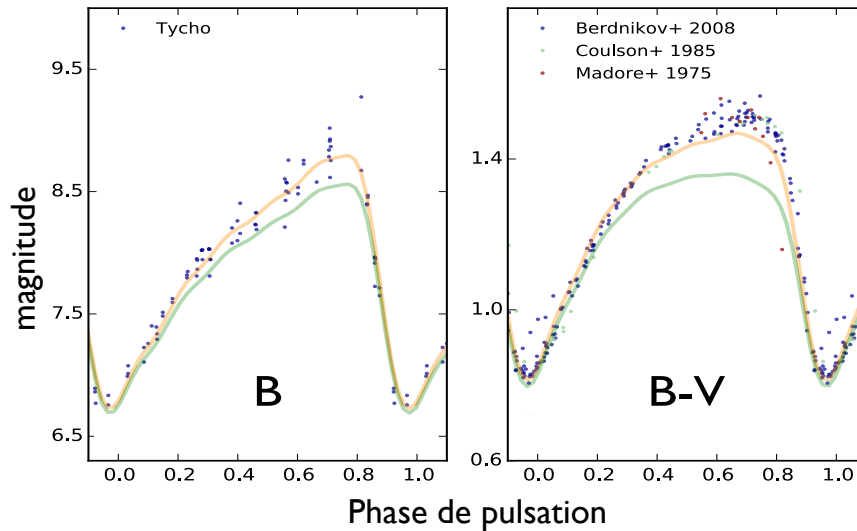 Tycho
9.5
8.5
7.5
6.5
magnitude
B
0.0 0.2 0.4 0.6 0.8 1.0
Berdnikov+ 2008
Coulson+ 1985
Madore+ 1975
1.4
1.0
0.6
B-V
0.0 0.2 0.4 0.6 0.8 1.0
Phase de pulsation